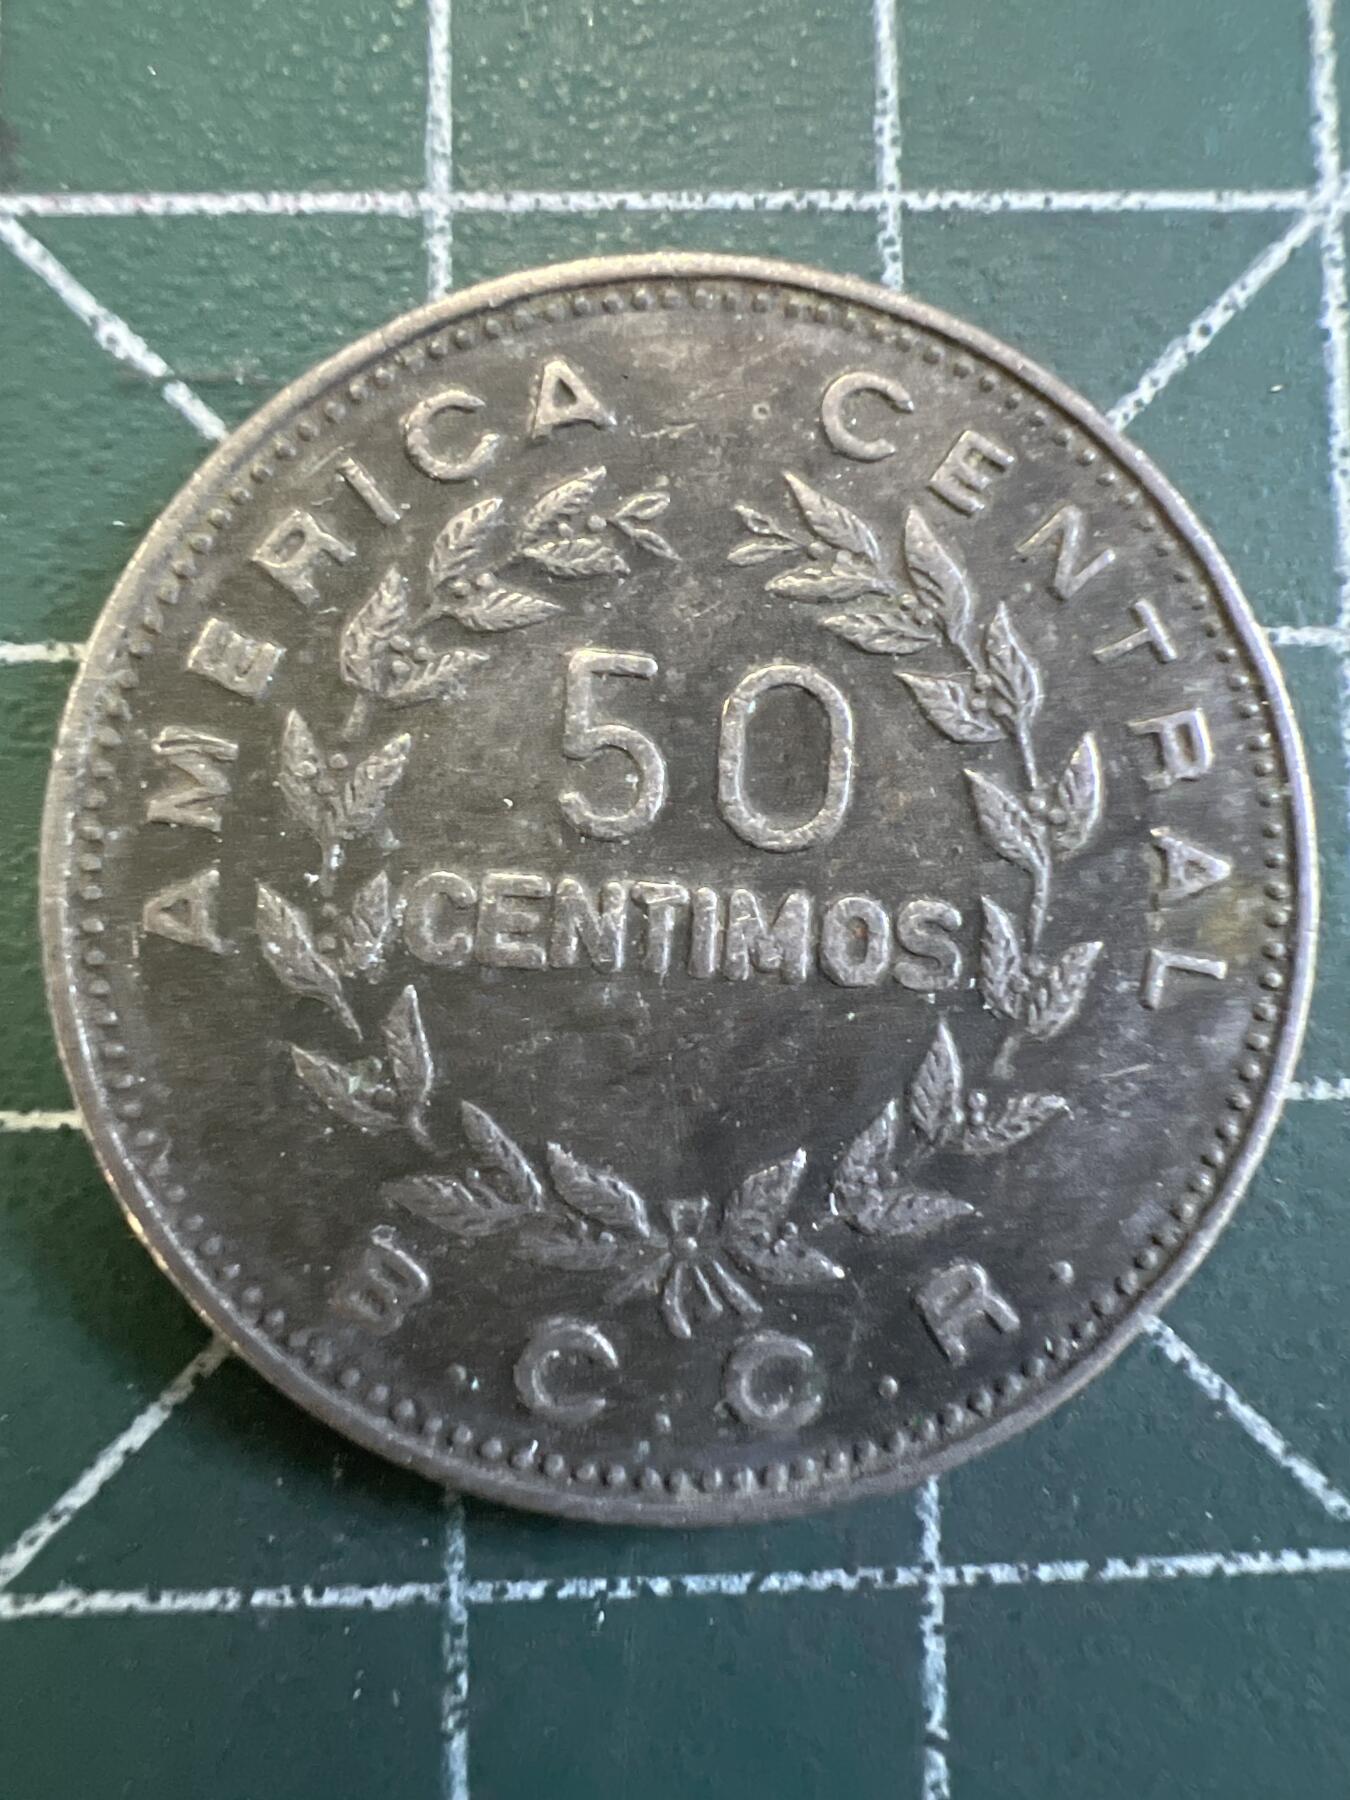 AMERICA CENTRAL
50
CENTIMOS
B. C. C. R.